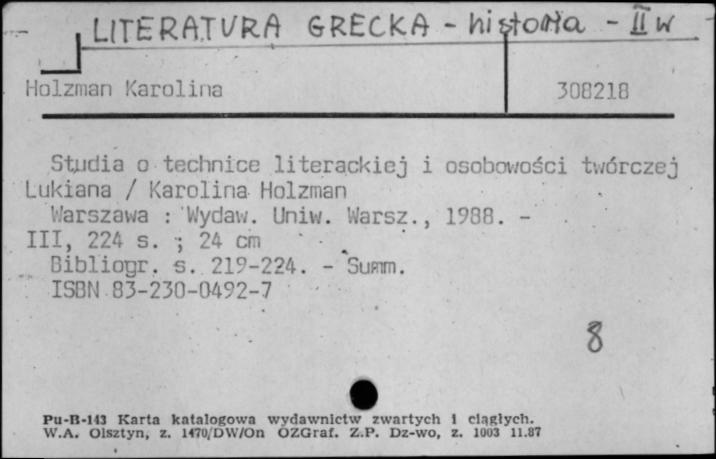 LITERATURA GRECKA - historia - II w
Holzman Karolina 308218
Studia o technice literackiej i osobowości twórczej
Lukiana / Karolina Holzman
Warszawa : Wydaw. Uniw. Warsz., 1988. -
III, 224 s. ; 24 cm
Bibliogr. s. 219-224. - Summ.
ISBN 83-230-0492-7
8
Pu-B-143 Karta katalogowa wydawnictw zwartych i ciągłych.
W.A. Olsztyn, z. 1470/DW/On OZGraf. Z.P. Dz-wo, z. 1003 11.87